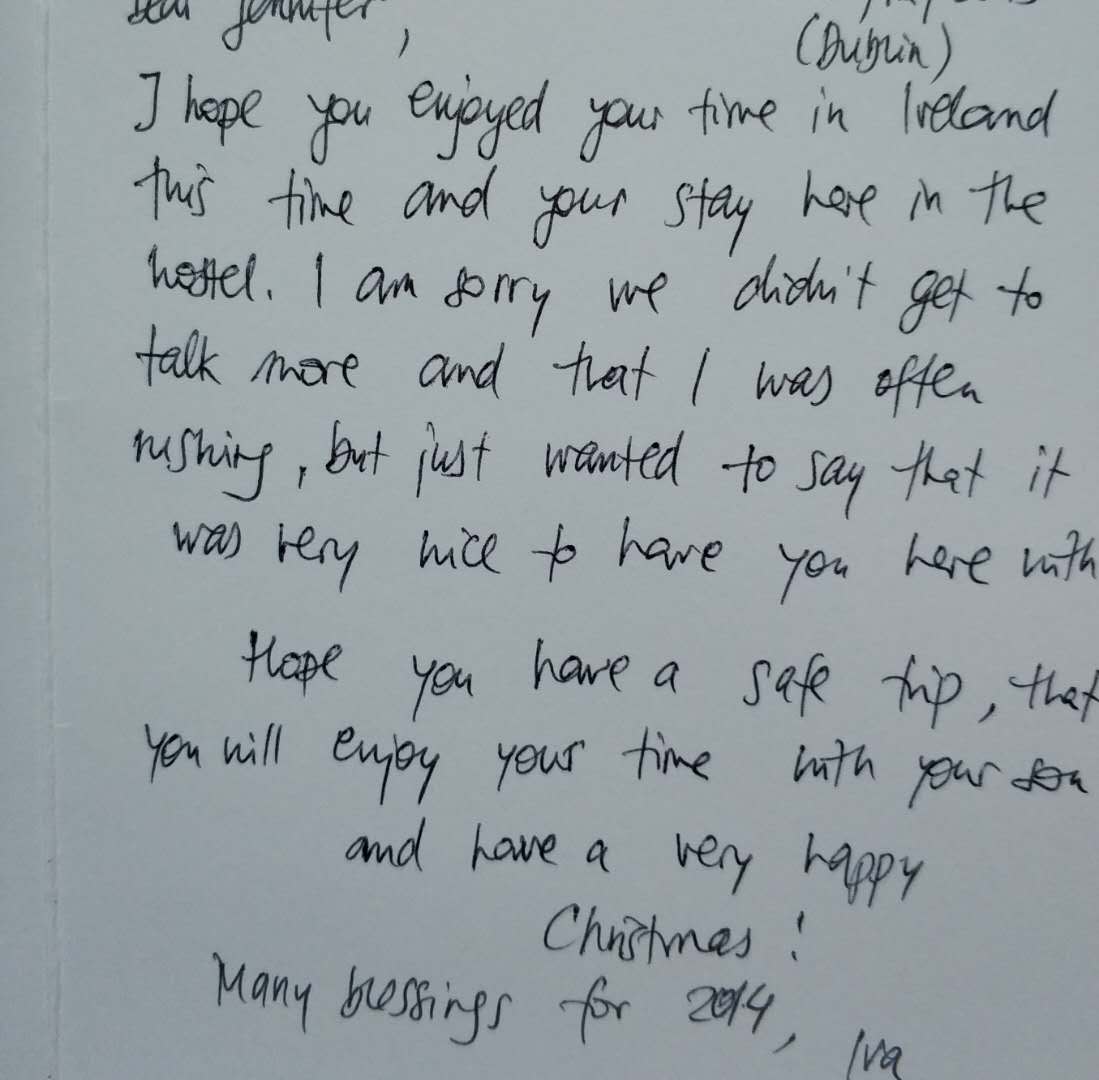 Dear Jennifer,
(Dublin)
I hope you enjoyed your time in Ireland
this time and your stay here in the
hostel. I am sorry we didn't get to
talk more and that I was often
rushing, but just wanted to say that it
was very nice to have you here with
Hope you have a safe trip, that
you will enjoy your time with your son
and have a very happy
Christmas!
Many blessings for 2014,
Iva